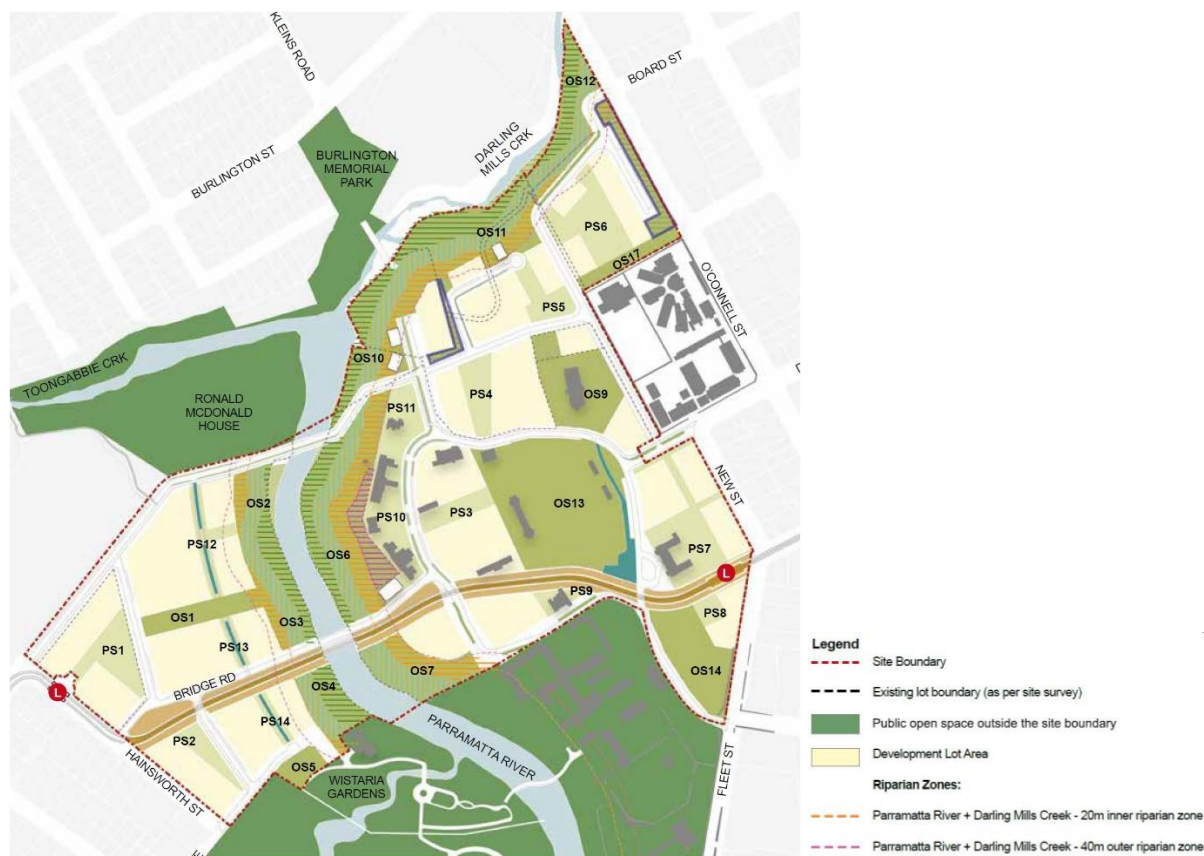 KLEINS ROAD
BOARD ST
OS12
BURLINGTON ST
BURLINGTON
MEMORIAL
PARK
DARLING
MILLS CRK
OS11
PS6
OS17
O'CONNELL ST
PS5
TOONGABBIE CRK
OS10
RONALD
MCDONALD
HOUSE
PS4
OS9
PS11
NEW ST
OS2
OS13
PS10
PS3
PS12
OS6
PS7
L
OS1
OS3
PS9
PS8
PS1
PS13
BRIDGE RD
OS7
OS14
L
OS4
PS14
PS2
PARRAMATTA RIVER
HAINSWORTH ST
OS5
WISTARIA
GARDENS
FLEET ST
Legend
Site Boundary
Existing lot boundary (as per site survey)
Public open space outside the site boundary
Development Lot Area
Riparian Zones:
Parramatta River + Darling Mills Creek - 20m inner riparian zone
Parramatta River + Darling Mills Creek - 40m outer riparian zone